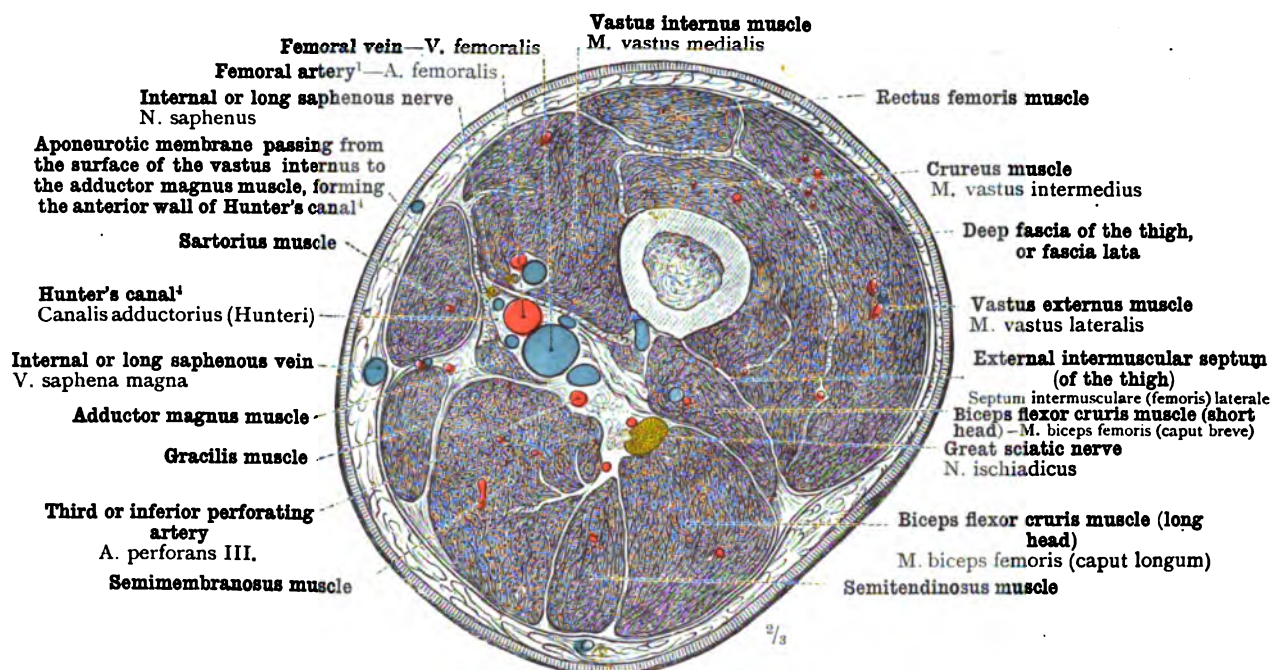 Vastus internus muscle
M. vastus medialis
Femoral vein—V. femoralis
Femoral artery¹—A. femoralis
Internal or long saphenous nerve
N. saphenus
Aponeurotic membrane passing from
the surface of the vastus internus to
the adductor magnus muscle, forming
the anterior wall of Hunter's canal⁴
Sartorius muscle
Hunter's canal⁴
Canalis adductorius (Hunteri)
Internal or long saphenous vein
V. saphena magna
Adductor magnus muscle
Gracilis muscle
Third or inferior perforating
artery
A. perforans III.
Semimembranosus muscle
Rectus femoris muscle
Crureus muscle
M. vastus intermedius
Deep fascia of the thigh,
or fascia lata
Vastus externus muscle
M. vastus lateralis
External intermuscular septum
(of the thigh)
Septum intermusculare (femoris) laterale
Biceps flexor cruris muscle (short
head)—M. biceps femoris (caput breve)
Great sciatic nerve
N. ischiadicus
Biceps flexor cruris muscle (long
head)
M. biceps femoris (caput longum)
Semitendinosus muscle
2/3